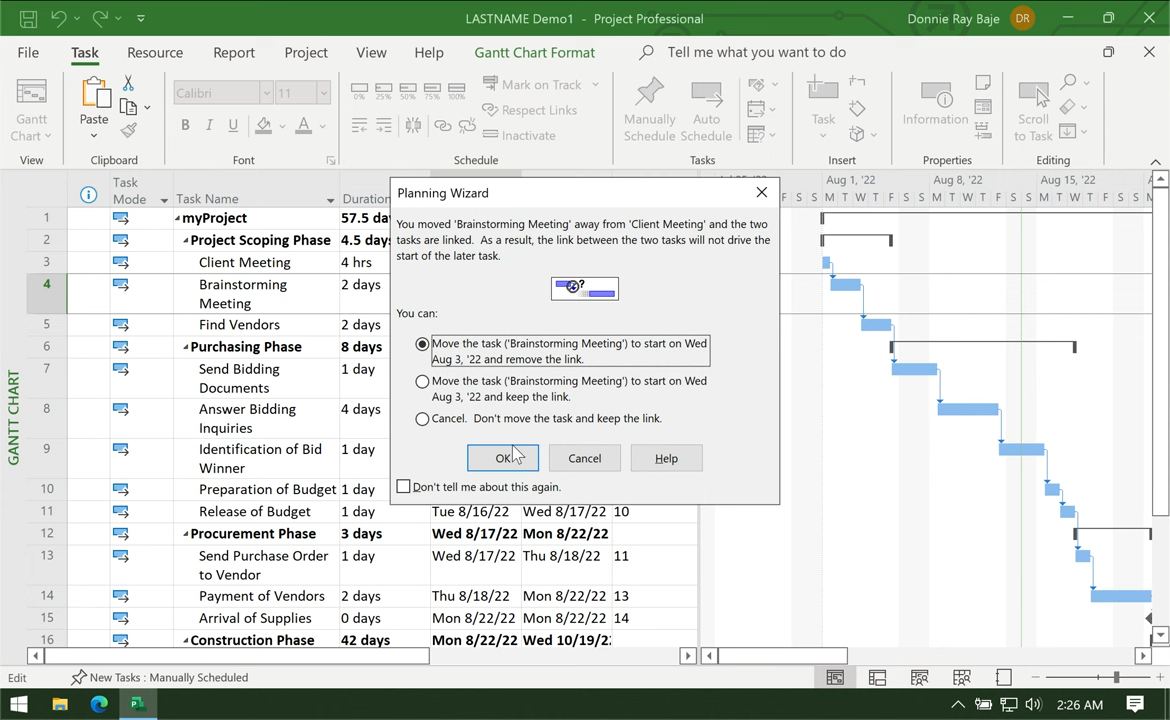 LASTNAME Demo1 - Project Professional
Donnie Ray Baje DR
File Task Resource Report Project View Help Gantt Chart Format Tell me what you want to do
Gantt Chart
View
Paste
Clipboard
Calibri 11
B I U A
Font
0% 25% 50% 75% 100%
Mark on Track
Respect Links
Inactivate
Schedule
Manually Schedule
Auto Schedule
Tasks
Task
Insert
Information
Properties
Scroll to Task
Editing
GANTT CHART
Task Mode Task Name Duration
Aug 1, '22 Aug 8, '22 Aug 15, '22
F S S M T W T F S S M T W T F S S M T W T F S S
1 myProject 57.5 da
2 Project Scoping Phase 4.5 days
3 Client Meeting 4 hrs
4 Brainstorming Meeting 2 days
5 Find Vendors 2 days
6 Purchasing Phase 8 days
7 Send Bidding Documents 1 day
8 Answer Bidding Inquiries 4 days
9 Identification of Bid Winner 1 day
10 Preparation of Budget 1 day
11 Release of Budget 1 day Tue 8/16/22 Wed 8/17/22 10
12 Procurement Phase 3 days Wed 8/17/22 Mon 8/22/22
13 Send Purchase Order to Vendor 1 day Wed 8/17/22 Thu 8/18/22 11
14 Payment of Vendors 2 days Thu 8/18/22 Mon 8/22/22 13
15 Arrival of Supplies 0 days Mon 8/22/22 Mon 8/22/22 14
16 Construction Phase 42 days Mon 8/22/22 Wed 10/19/2
Planning Wizard
You moved 'Brainstorming Meeting' away from 'Client Meeting' and the two
tasks are linked. As a result, the link between the two tasks will not drive the
start of the later task.
?
You can:
Move the task ('Brainstorming Meeting') to start on Wed
Aug 3, '22 and remove the link.
Move the task ('Brainstorming Meeting') to start on Wed
Aug 3, '22 and keep the link.
Cancel. Don't move the task and keep the link.
OK Cancel Help
Don't tell me about this again.
Edit New Tasks : Manually Scheduled
2:26 AM